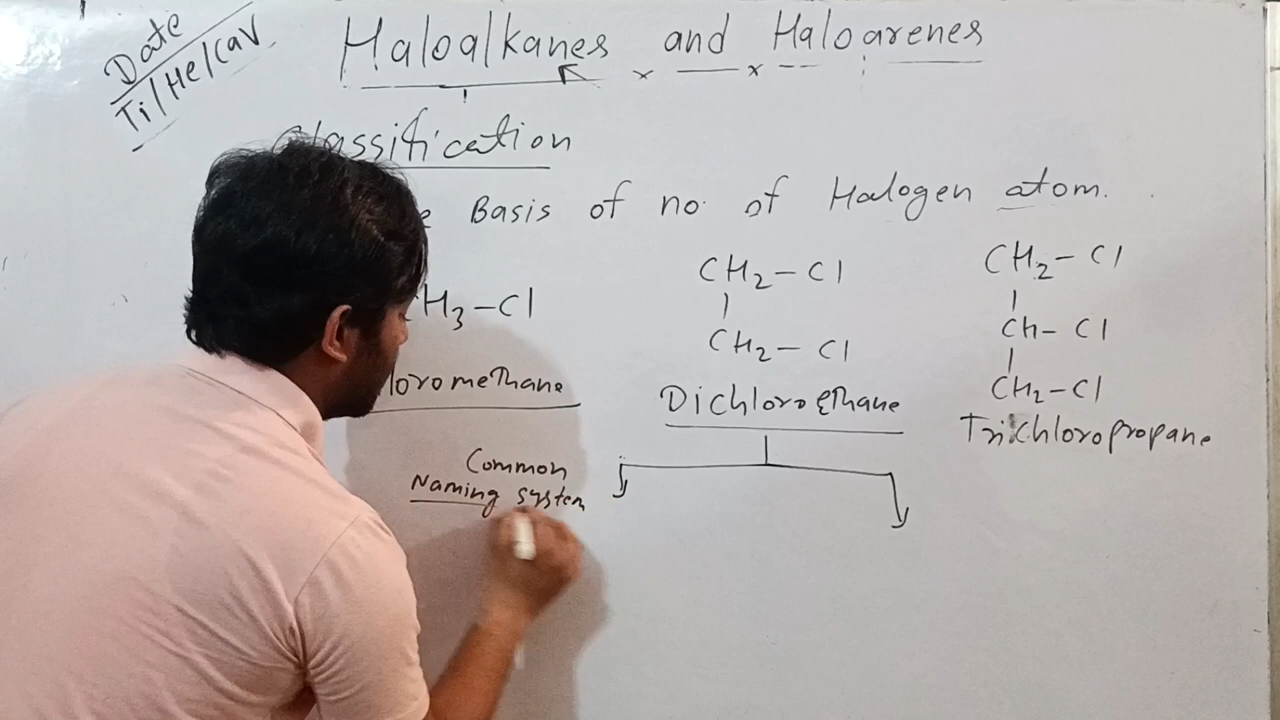 Date
Ti/He/cav
Haloalkanes and Haloarenes
Classification
Basis of no. of Halogen atom.
CH2-Cl
CH2-Cl
H3-Cl
Ch-Cl
CH2-Cl
CH2-Cl
loromethane
Dichloroethane
Trichloropropane
Common
Naming system